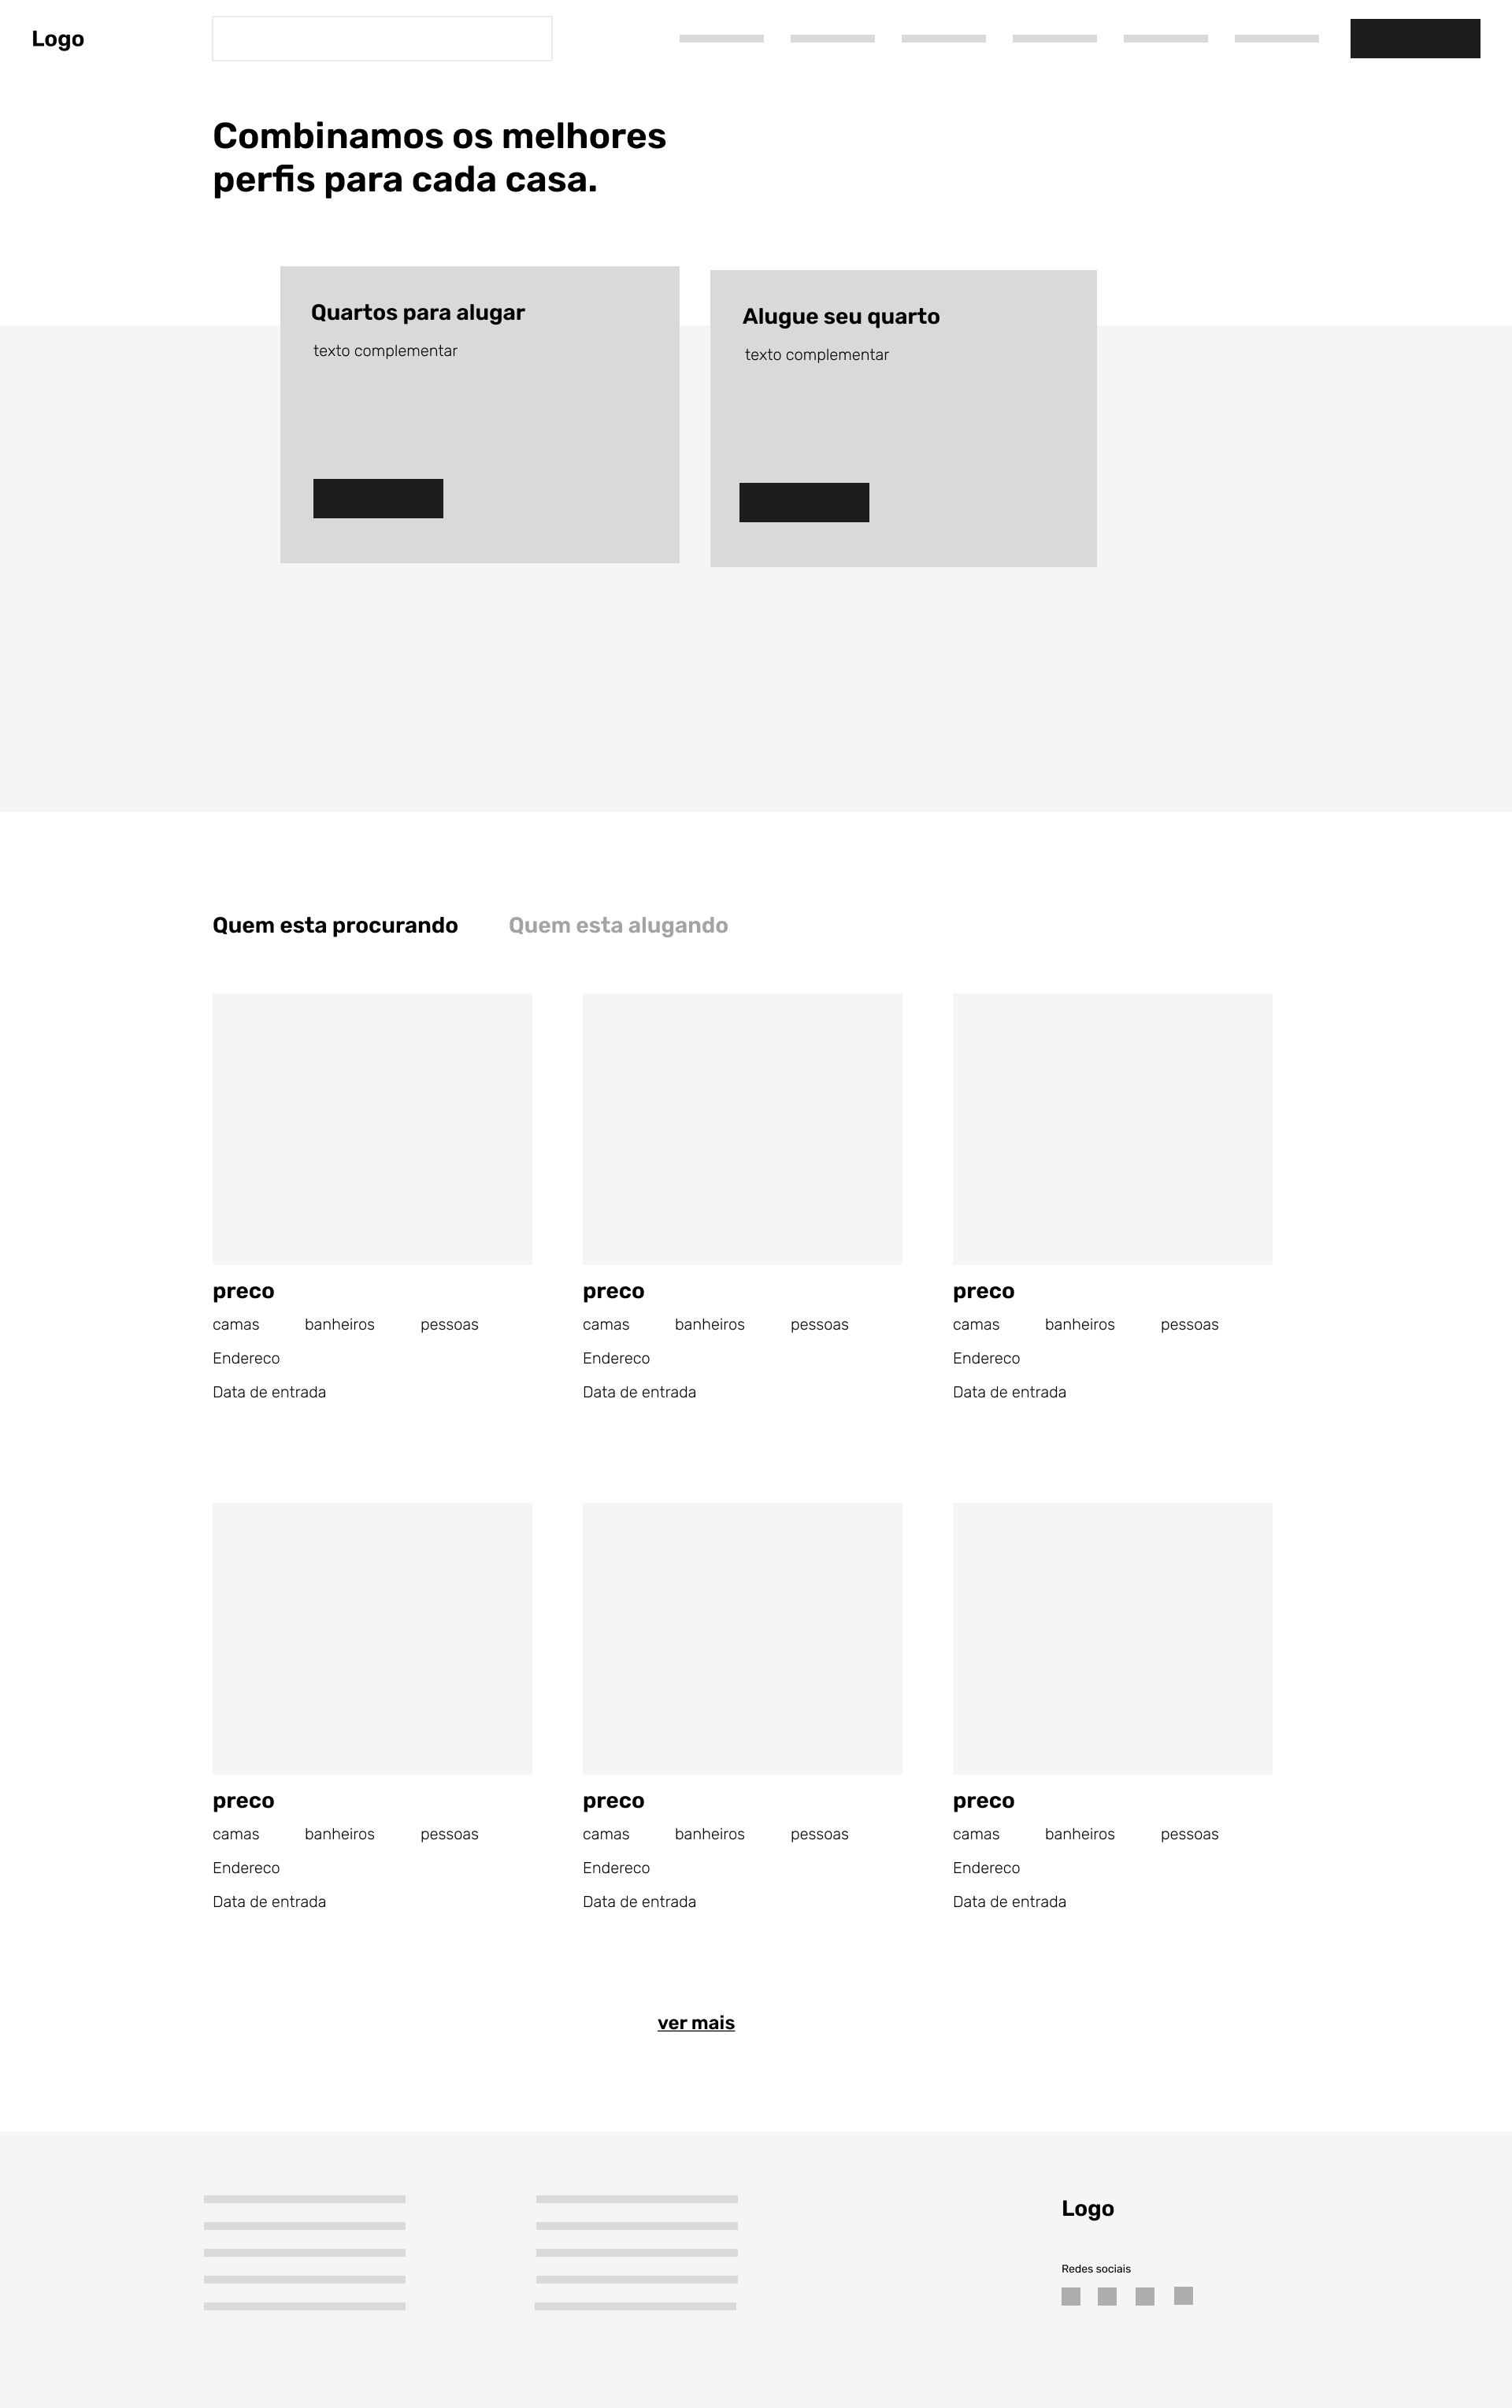 Logo
Combinamos os melhores
perfis para cada casa.
Quartos para alugar
texto complementar
Alugue seu quarto
texto complementar
Quem esta procurando
Quem esta alugando
preco
camas banheiros pessoas
Endereco
Data de entrada
preco
camas banheiros pessoas
Endereco
Data de entrada
preco
camas banheiros pessoas
Endereco
Data de entrada
preco
camas banheiros pessoas
Endereco
Data de entrada
preco
camas banheiros pessoas
Endereco
Data de entrada
preco
camas banheiros pessoas
Endereco
Data de entrada
ver mais
Logo
Redes sociais